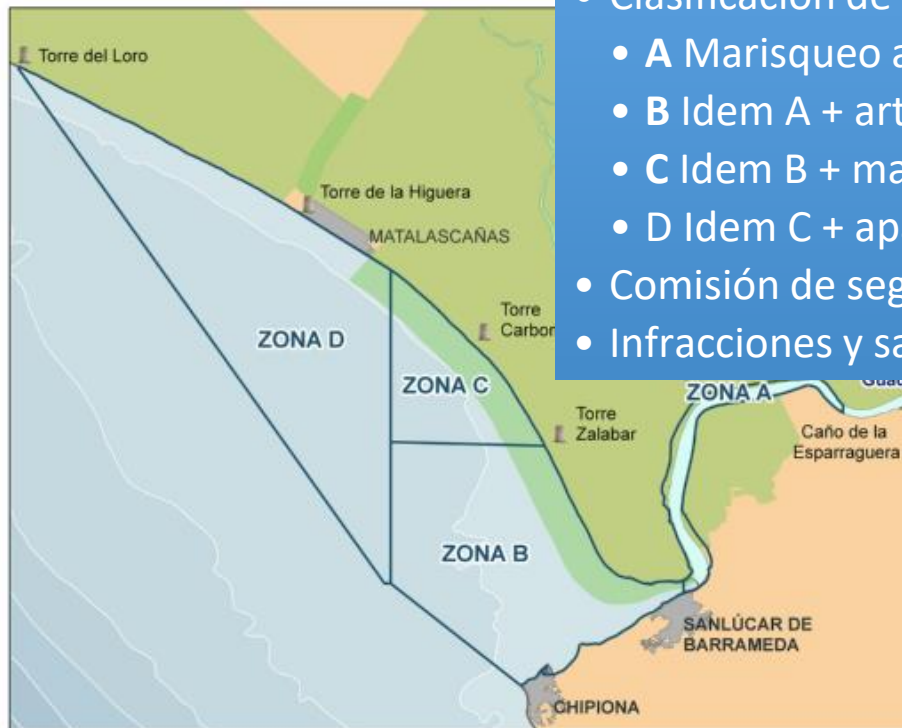 • Clasificación de
• A Marisqueo a
• B Idem A + art
• C Idem B + ma
• D Idem C + ap
• Comisión de seg
• Infracciones y sa
Torre del Loro
Torre de la Higuera
MATALASCAÑAS
Torre
Carbon
ZONA D
ZONA C
ZONA A
Torre
Zalabar
Caño de la
Esparraguera
ZONA B
SANLÚCAR DE
BARRAMEDA
CHIPIONA